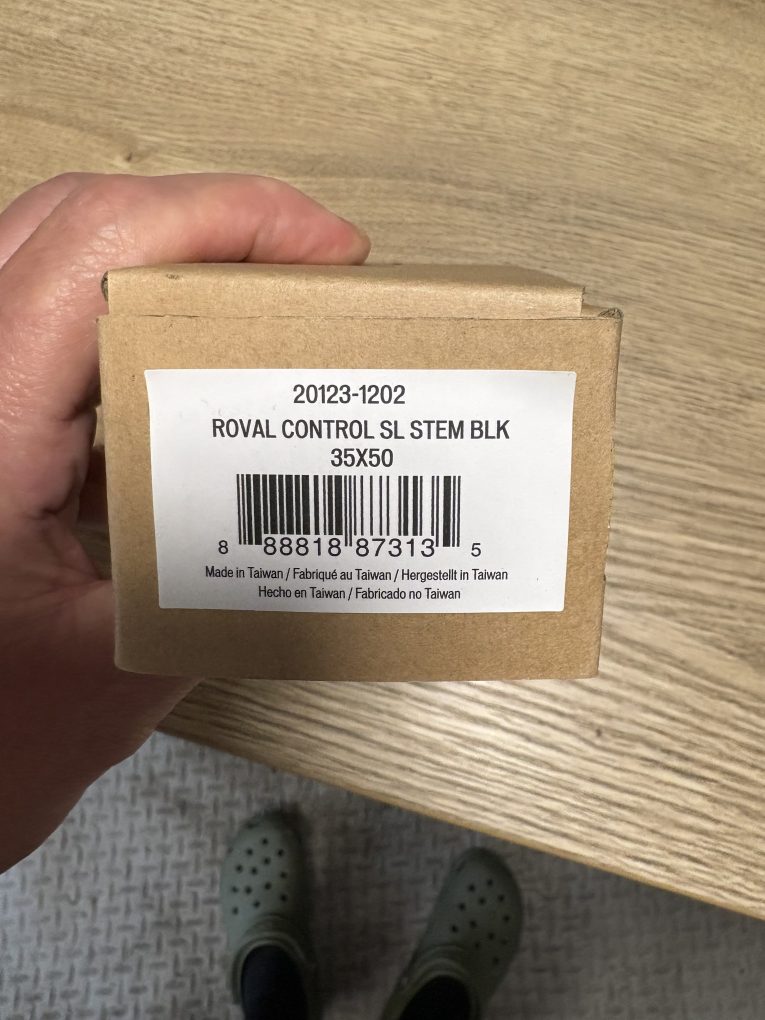 20123-1202
ROVAL CONTROL SL STEM BLK
35X50
8 88818 87313 5
Made in Taiwan / Fabriqué au Taiwan / Hergestellt in Taiwan
Hecho en Taiwan / Fabricado no Taiwan